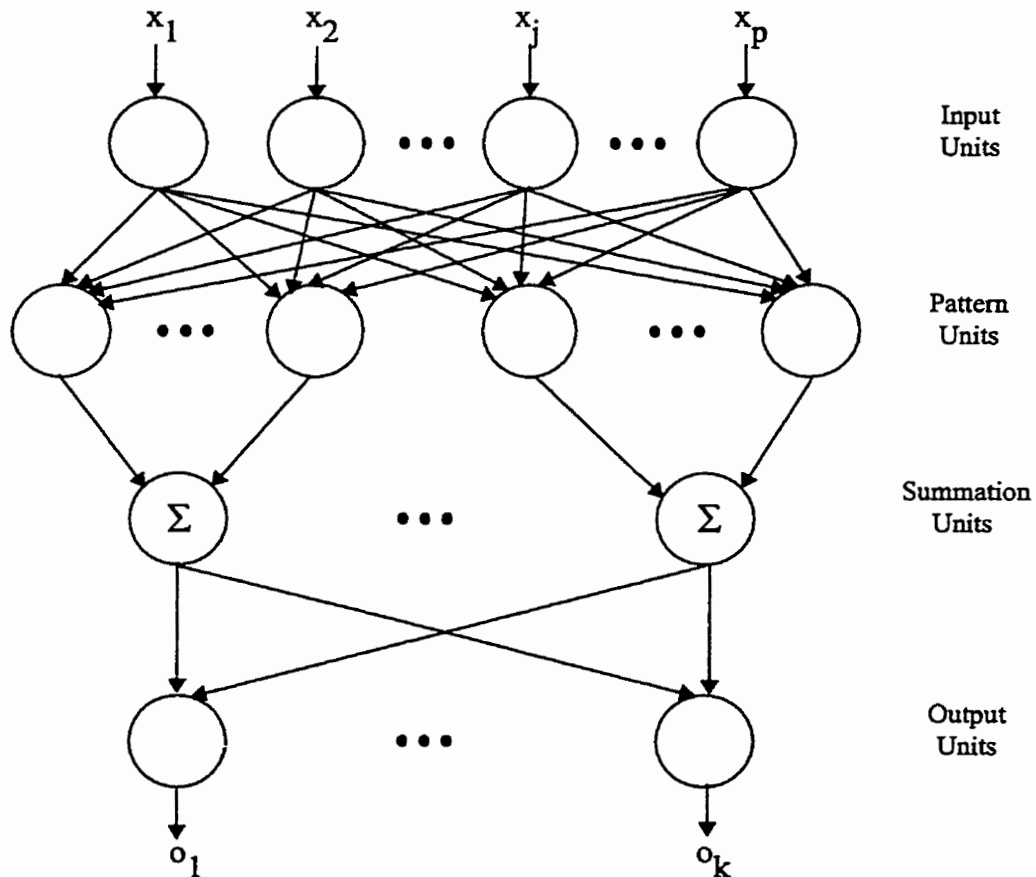 x1 x2 xj xp
Input
Units
Pattern
Units
Σ Σ
Summation
Units
Output
Units
o1 ok